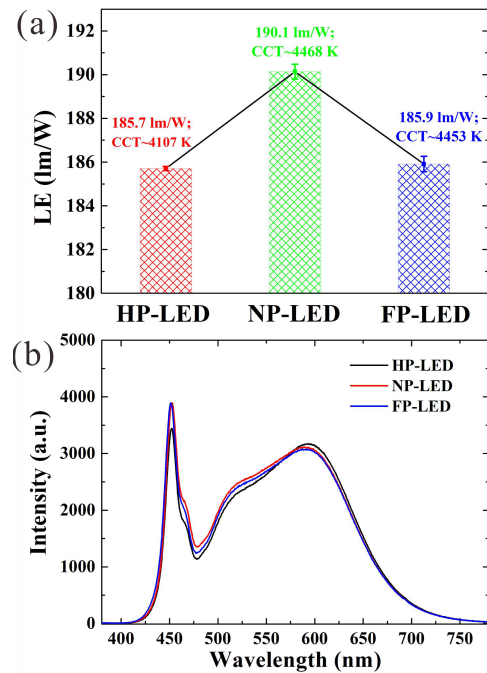 (a)
192
190
188
186
184
182
180
LE (lm/W)
185.7 lm/W;
CCT~4107 K
190.1 lm/W;
CCT~4468 K
185.9 lm/W;
CCT~4453 K
HP-LED
NP-LED
FP-LED
(b)
5000
4000
3000
2000
1000
0
Intensity (a.u.)
HP-LED
NP-LED
FP-LED
400 450 500 550 600 650 700 750
Wavelength (nm)